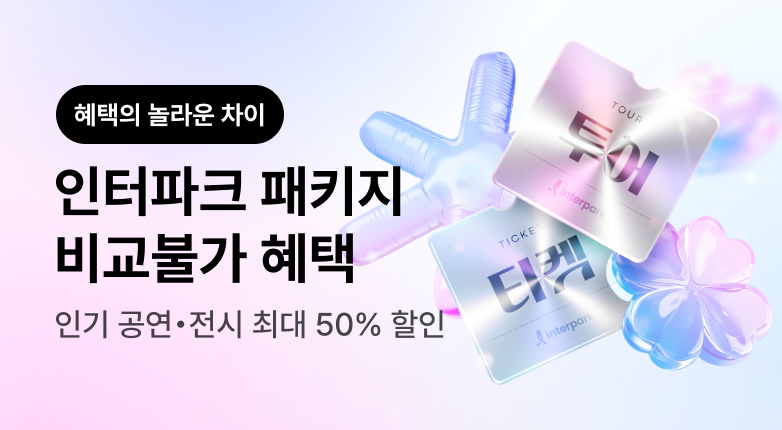 혜택의 놀라운 차이
인터파크 패키지
비교불가 혜택
인기 공연•전시 최대 50% 할인
TOUR
투어
interpark
TICKE
티켓
interpark